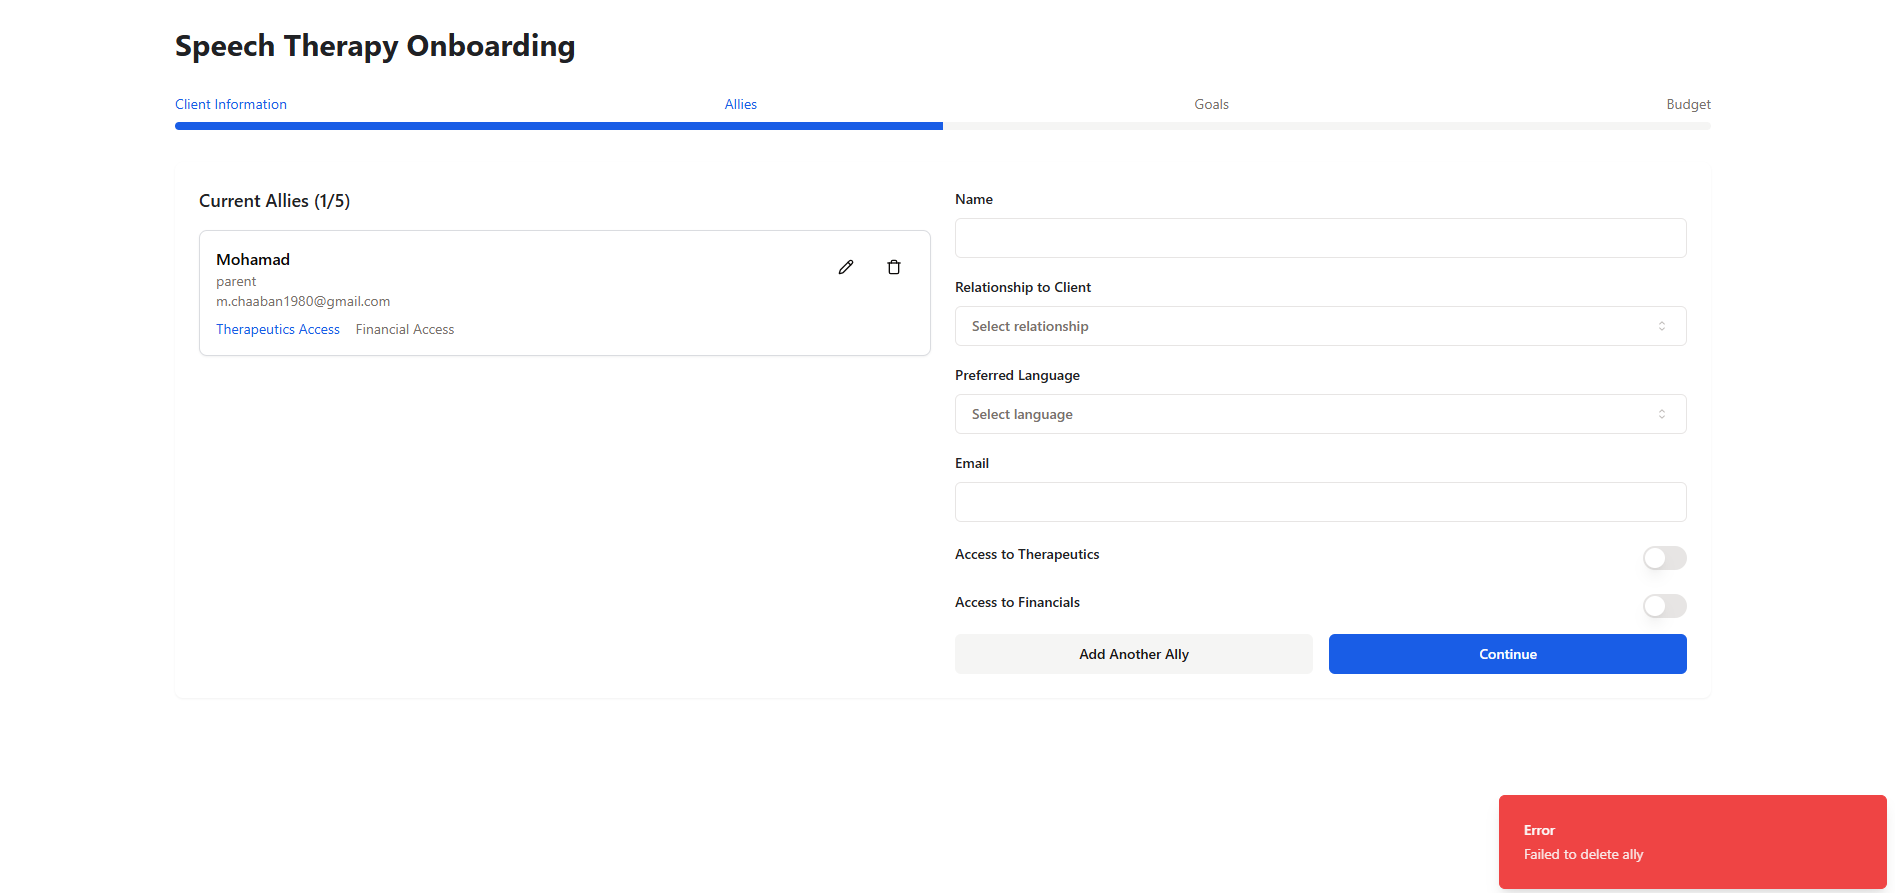 Speech Therapy Onboarding
Client Information
Allies
Goals
Budget
Current Allies (1/5)
Mohamad
parent
m.chaaban1980@gmail.com
Therapeutics Access
Financial Access
Name
Relationship to Client
Select relationship
Preferred Language
Select language
Email
Access to Therapeutics
Access to Financials
Add Another Ally
Continue
Error
Failed to delete ally